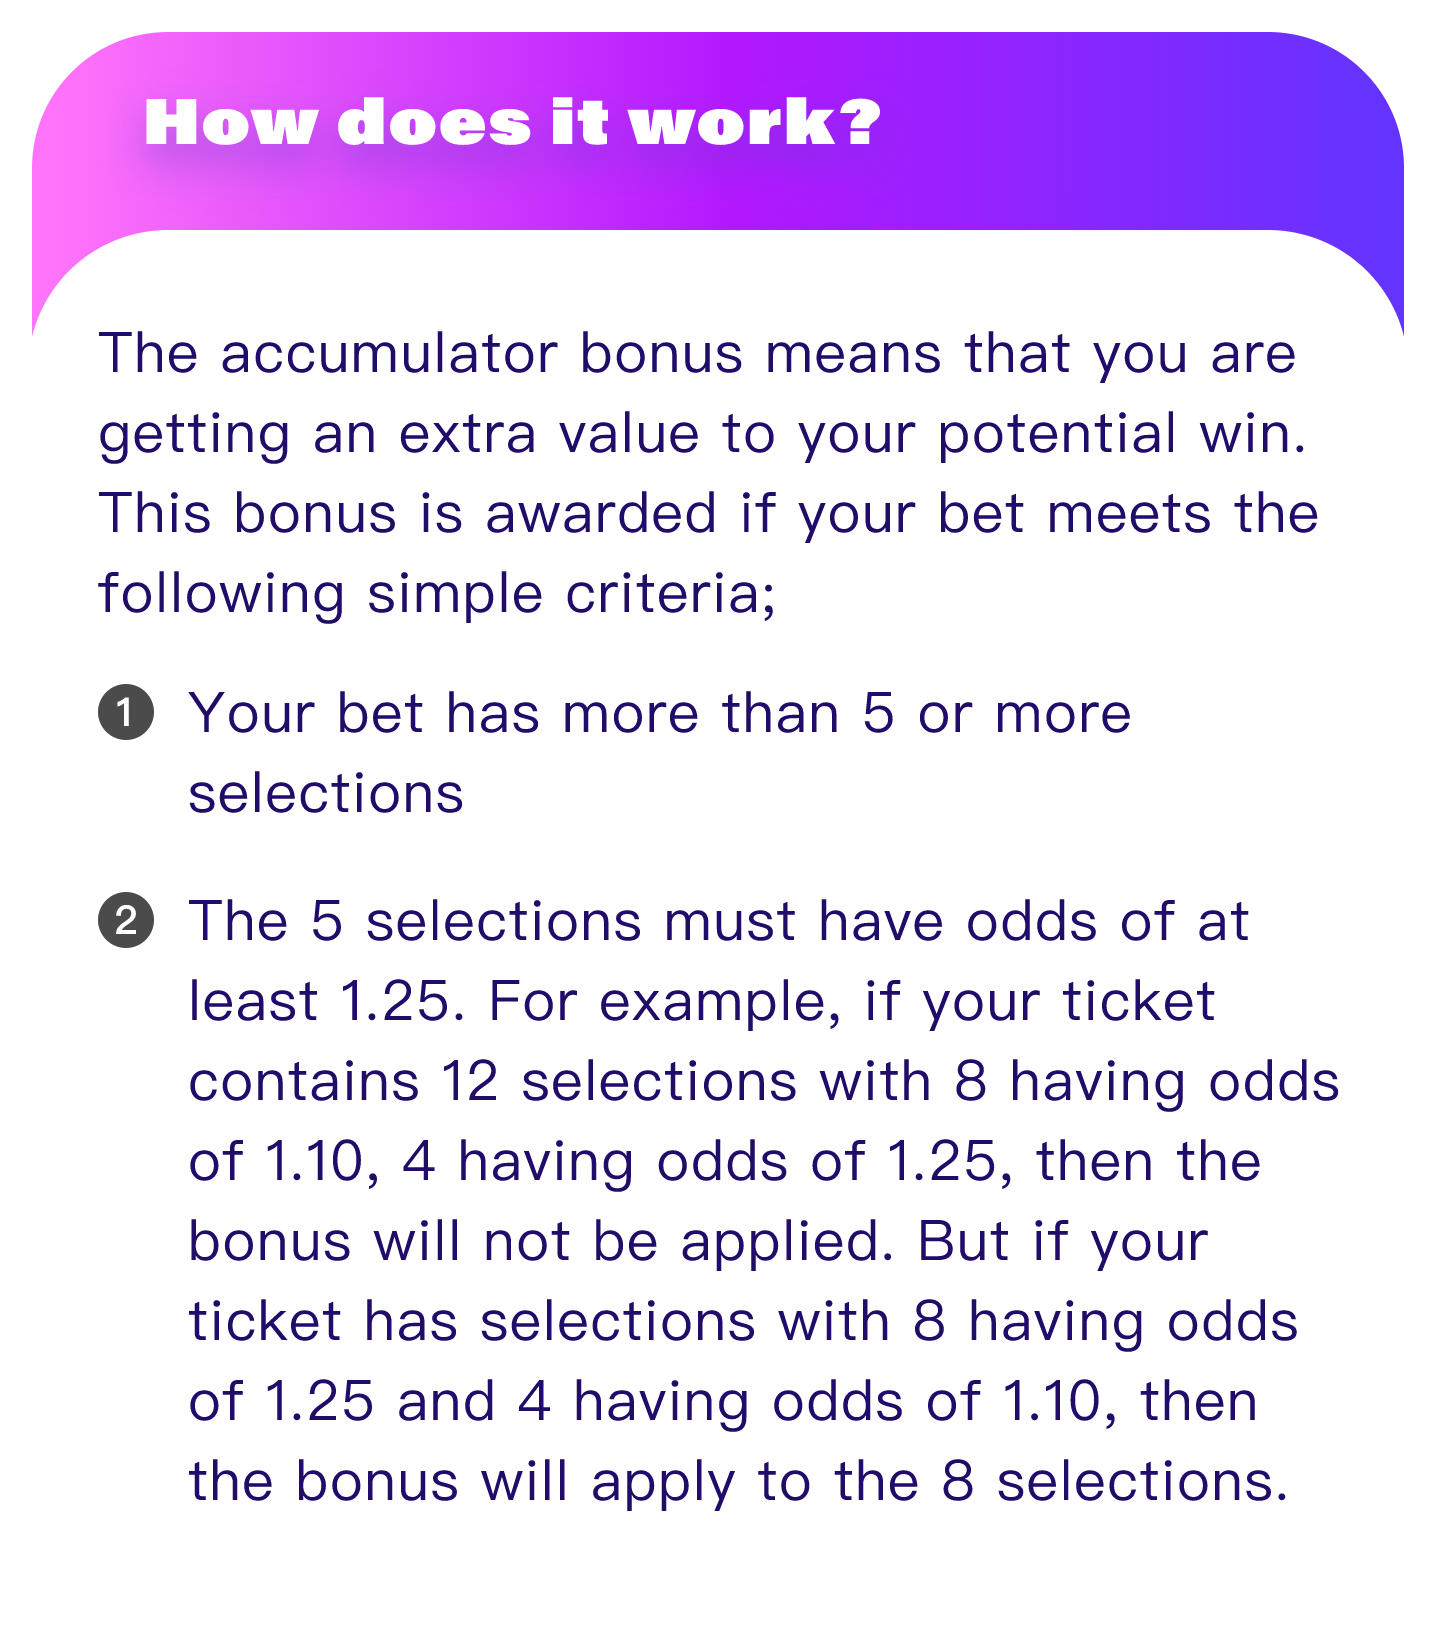 How does it work?
The accumulator bonus means that you are
getting an extra value to your potential win.
This bonus is awarded if your bet meets the
following simple criteria;
1 Your bet has more than 5 or more
selections
2 The 5 selections must have odds of at
least 1.25. For example, if your ticket
contains 12 selections with 8 having odds
of 1.10, 4 having odds of 1.25, then the
bonus will not be applied. But if your
ticket has selections with 8 having odds
of 1.25 and 4 having odds of 1.10, then
the bonus will apply to the 8 selections.